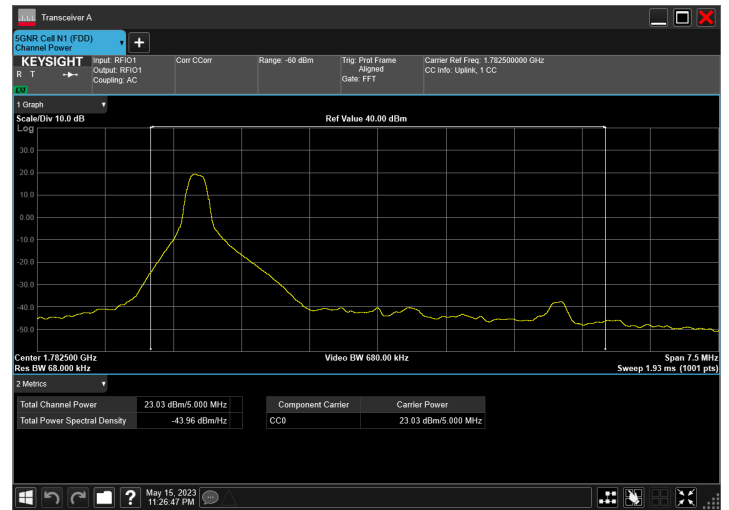 Transceiver A
5GNR Cell N1 (FDD)
Channel Power
KEYSIGHT
R T
LXI
Input: RFIO1
Output: RFIO1
Coupling: AC
Corr CCorr
Range: -60 dBm
Trig: Prot Frame
Aligned
Gate: FFT
Carrier Ref Freq: 1.782500000 GHz
CC Info: Uplink, 1 CC
1 Graph
Scale/Div 10.0 dB
Ref Value 40.00 dBm
Log
30.0
20.0
10.0
0.00
-10.0
-20.0
-30.0
-40.0
-50.0
Center 1.782500 GHz
Video BW 680.00 kHz
Span 7.5 MHz
Res BW 68.000 kHz
Sweep 1.93 ms (1001 pts)
2 Metrics
Total Channel Power 23.03 dBm/5.000 MHz
Total Power Spectral Density -43.96 dBm/Hz
Component Carrier Carrier Power
CC0 23.03 dBm/5.000 MHz
?
May 15, 2023
11:26:47 PM